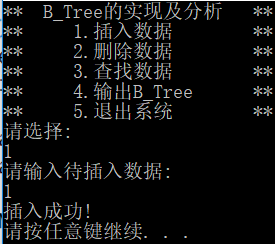 ** B_Tree的实现及分析 **
** 1.插入数据 **
** 2.删除数据 **
** 3.查找数据 **
** 4.输出B_Tree **
** 5.退出系统 **
请选择:
1
请输入待插入数据:
1
插入成功!
请按任意键继续. . .